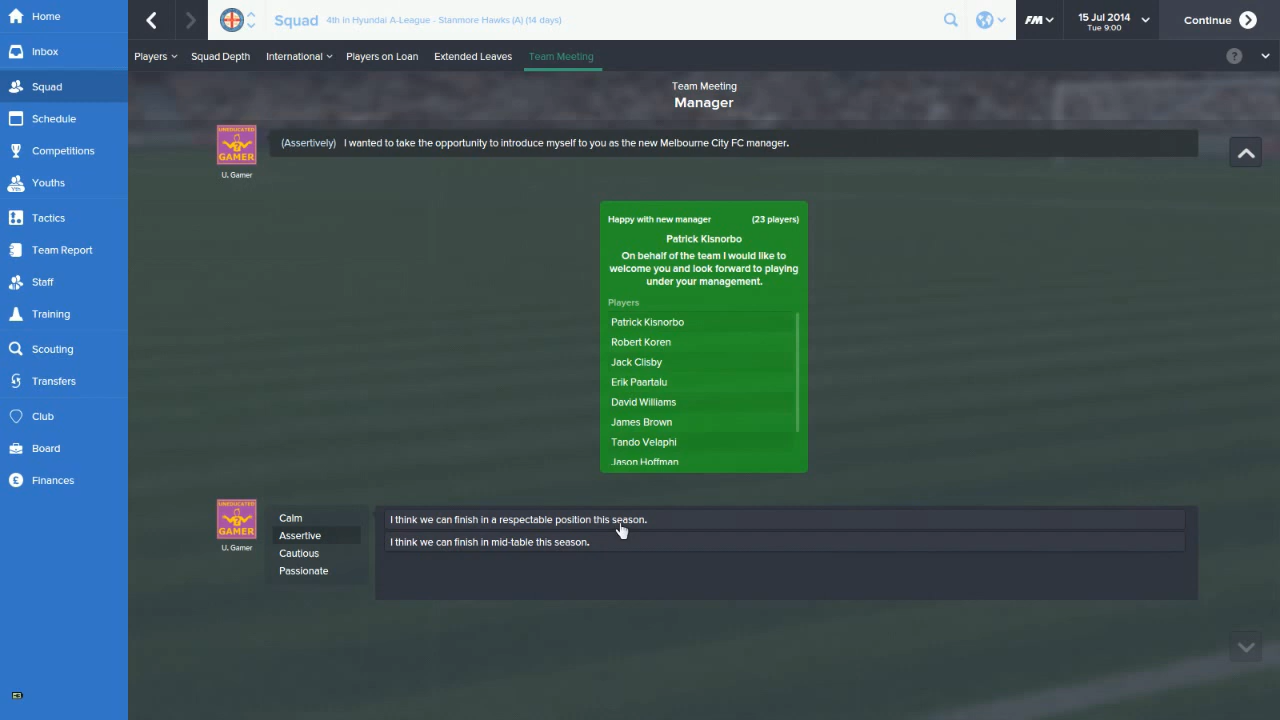 Home
Squad
4th in Hyundai A-League - Stanmore Hawks (A) (14 days)
FM
15 Jul 2014
Tue 9:00
Continue
Inbox
Squad
Schedule
Competitions
Youths
Tactics
Team Report
Staff
Training
Scouting
Transfers
Club
Board
Finances
Players
Squad Depth
International
Players on Loan
Extended Leaves
Team Meeting
?
Team Meeting
Manager
UNEDUCATED
GAMER
U. Gamer
(Assertively) I wanted to take the opportunity to introduce myself to you as the new Melbourne City FC manager.
Happy with new manager (23 players)
Patrick Kisnorbo
On behalf of the team I would like to
welcome you and look forward to playing
under your management.
Players
Patrick Kisnorbo
Robert Koren
Jack Clisby
Erik Paartalu
David Williams
James Brown
Tando Velaphi
Jason Hoffman
UNEDUCATED
GAMER
U. Gamer
Calm
Assertive
Cautious
Passionate
I think we can finish in a respectable position this season.
I think we can finish in mid-table this season.